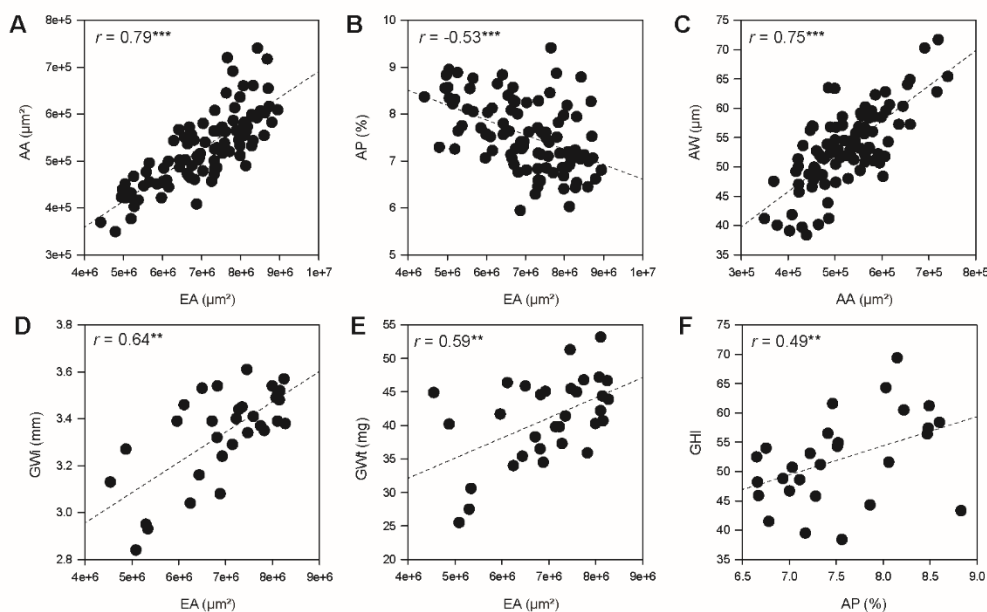 A
r = 0.79***
8e+5
7e+5
6e+5
5e+5
4e+5
3e+5
AA (µm²)
4e+6 5e+6 6e+6 7e+6 8e+6 9e+6 1e+7
EA (µm²)
B
r = -0.53***
10
9
8
7
6
5
AP (%)
4e+6 5e+6 6e+6 7e+6 8e+6 9e+6 1e+7
EA (µm²)
C
r = 0.75***
75
70
65
60
55
50
45
40
35
AW (µm)
3e+5 4e+5 5e+5 6e+5 7e+5 8e+5
AA (µm²)
D
r = 0.64**
3.8
3.6
3.4
3.2
3.0
2.8
GWi (mm)
4e+6 5e+6 6e+6 7e+6 8e+6 9e+6
EA (µm²)
E
r = 0.59**
55
50
45
40
35
30
25
20
GWt (mg)
4e+6 5e+6 6e+6 7e+6 8e+6 9e+6
EA (µm²)
F
r = 0.49**
75
70
65
60
55
50
45
40
35
GHI
6.5 7.0 7.5 8.0 8.5 9.0
AP (%)